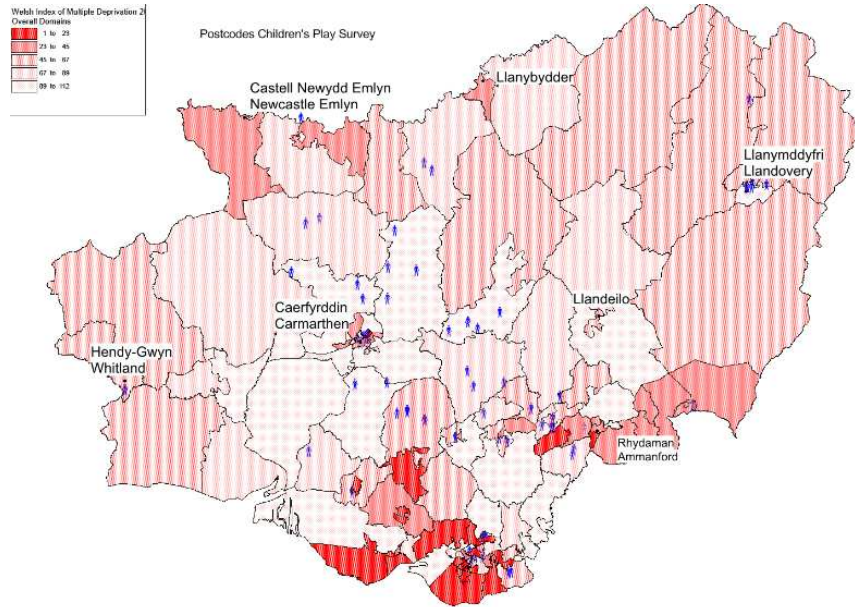 Welsh Index of Multiple Deprivation 2
Overall Domains
1 to 23
23 to 45
45 to 67
67 to 89
89 to 112
Postcodes Children's Play Survey
Castell Newydd Emlyn
Newcastle Emlyn
Llanybydder
Llanymddyfri
Llandovery
Caerfyrddin
Carmarthen
Llandeilo
Hendy-Gwyn
Whitland
Rhydaman
Ammanford